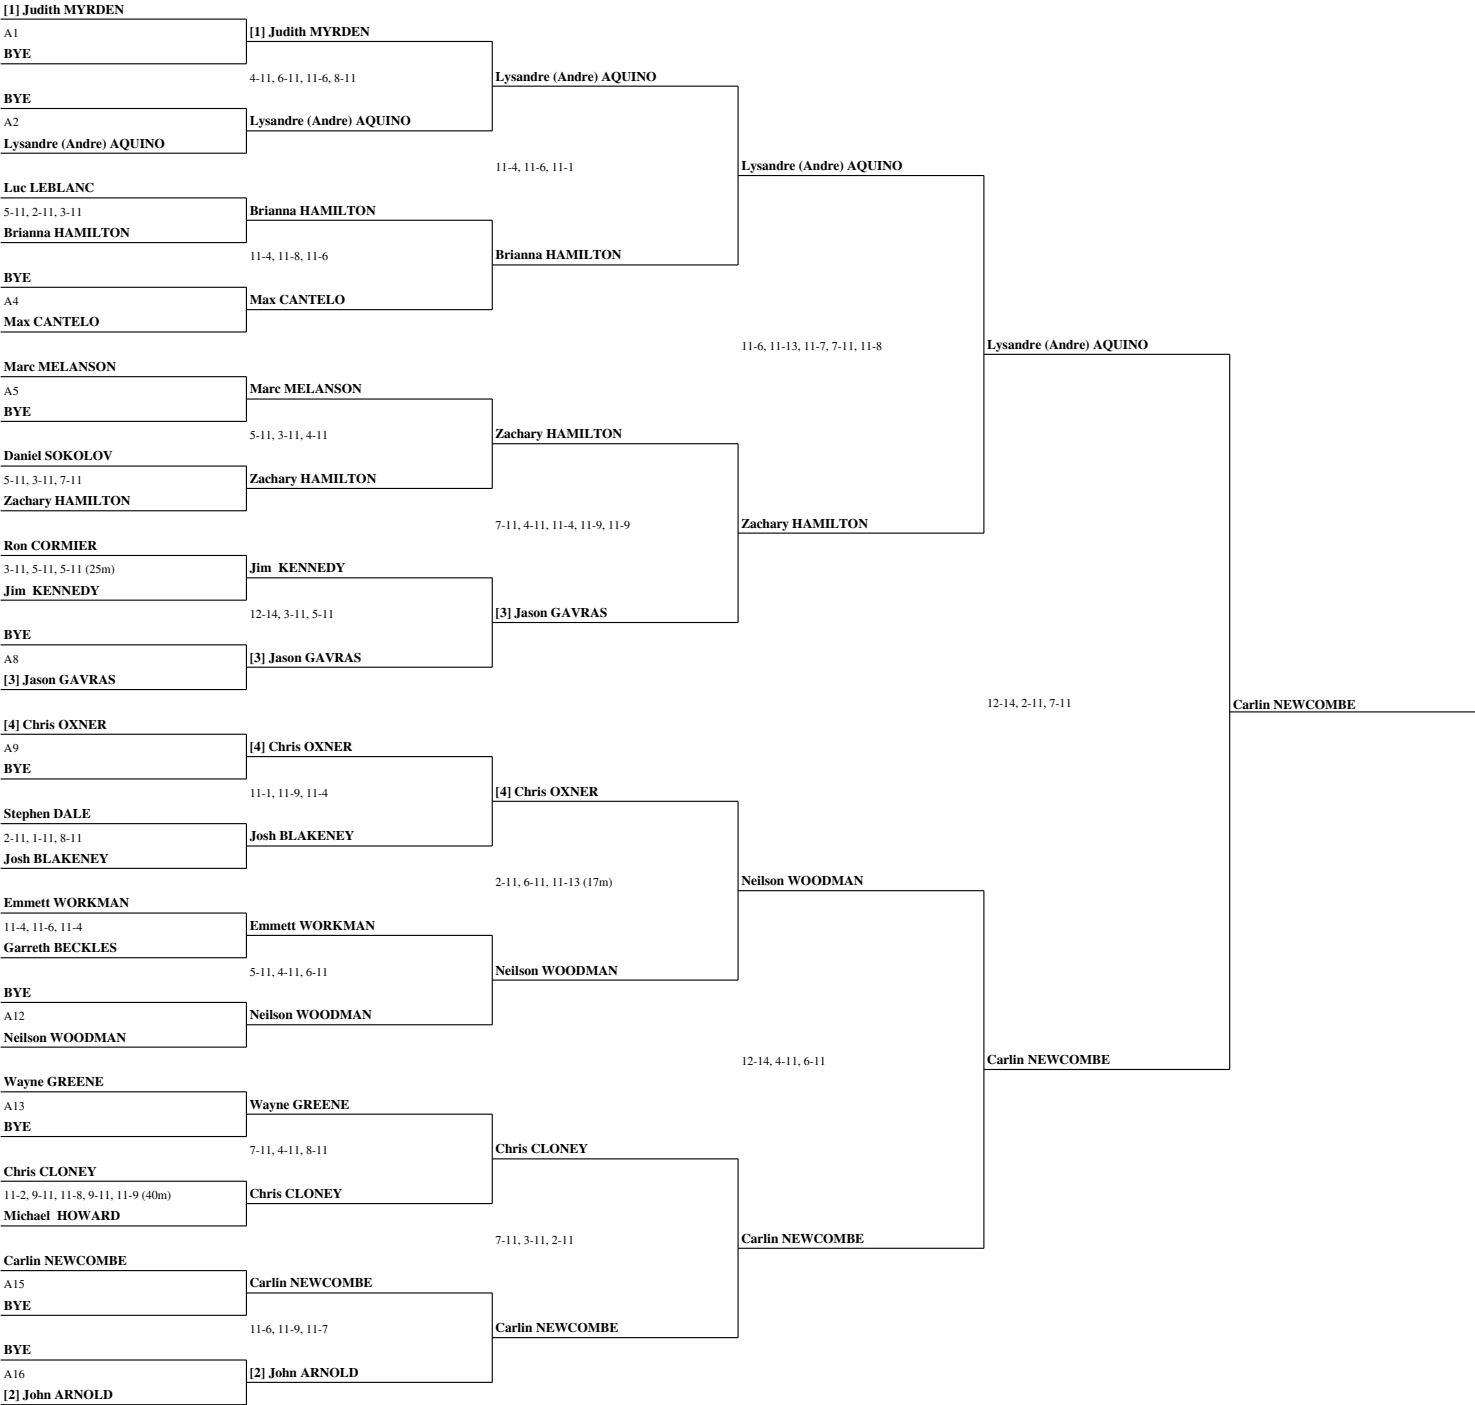 [1] Judith MYRDEN
A1
[1] Judith MYRDEN
BYE
4-11, 6-11, 11-6, 8-11
Lysandre (Andre) AQUINO
BYE
A2
Lysandre (Andre) AQUINO
Lysandre (Andre) AQUINO
11-4, 11-6, 11-1
Lysandre (Andre) AQUINO
Luc LEBLANC
5-11, 2-11, 3-11
Brianna HAMILTON
Brianna HAMILTON
11-4, 11-8, 11-6
Brianna HAMILTON
BYE
A4
Max CANTELO
Max CANTELO
11-6, 11-13, 11-7, 7-11, 11-8
Lysandre (Andre) AQUINO
Marc MELANSON
A5
Marc MELANSON
BYE
5-11, 3-11, 4-11
Zachary HAMILTON
Daniel SOKOLOV
5-11, 3-11, 7-11
Zachary HAMILTON
Zachary HAMILTON
7-11, 4-11, 11-4, 11-9, 11-9
Zachary HAMILTON
Ron CORMIER
3-11, 5-11, 5-11 (25m)
Jim  KENNEDY
Jim  KENNEDY
12-14, 3-11, 5-11
[3] Jason GAVRAS
BYE
A8
[3] Jason GAVRAS
[3] Jason GAVRAS
12-14, 2-11, 7-11
Carlin NEWCOMBE
[4] Chris OXNER
A9
[4] Chris OXNER
BYE
11-1, 11-9, 11-4
[4] Chris OXNER
Stephen DALE
2-11, 1-11, 8-11
Josh BLAKENEY
Josh BLAKENEY
2-11, 6-11, 11-13 (17m)
Neilson WOODMAN
Emmett WORKMAN
11-4, 11-6, 11-4
Emmett WORKMAN
Garreth BECKLES
5-11, 4-11, 6-11
Neilson WOODMAN
BYE
A12
Neilson WOODMAN
Neilson WOODMAN
12-14, 4-11, 6-11
Carlin NEWCOMBE
Wayne GREENE
A13
Wayne GREENE
BYE
7-11, 4-11, 8-11
Chris CLONEY
Chris CLONEY
11-2, 9-11, 11-8, 9-11, 11-9 (40m)
Chris CLONEY
Michael  HOWARD
7-11, 3-11, 2-11
Carlin NEWCOMBE
Carlin NEWCOMBE
A15
Carlin NEWCOMBE
BYE
11-6, 11-9, 11-7
Carlin NEWCOMBE
BYE
A16
[2] John ARNOLD
[2] John ARNOLD